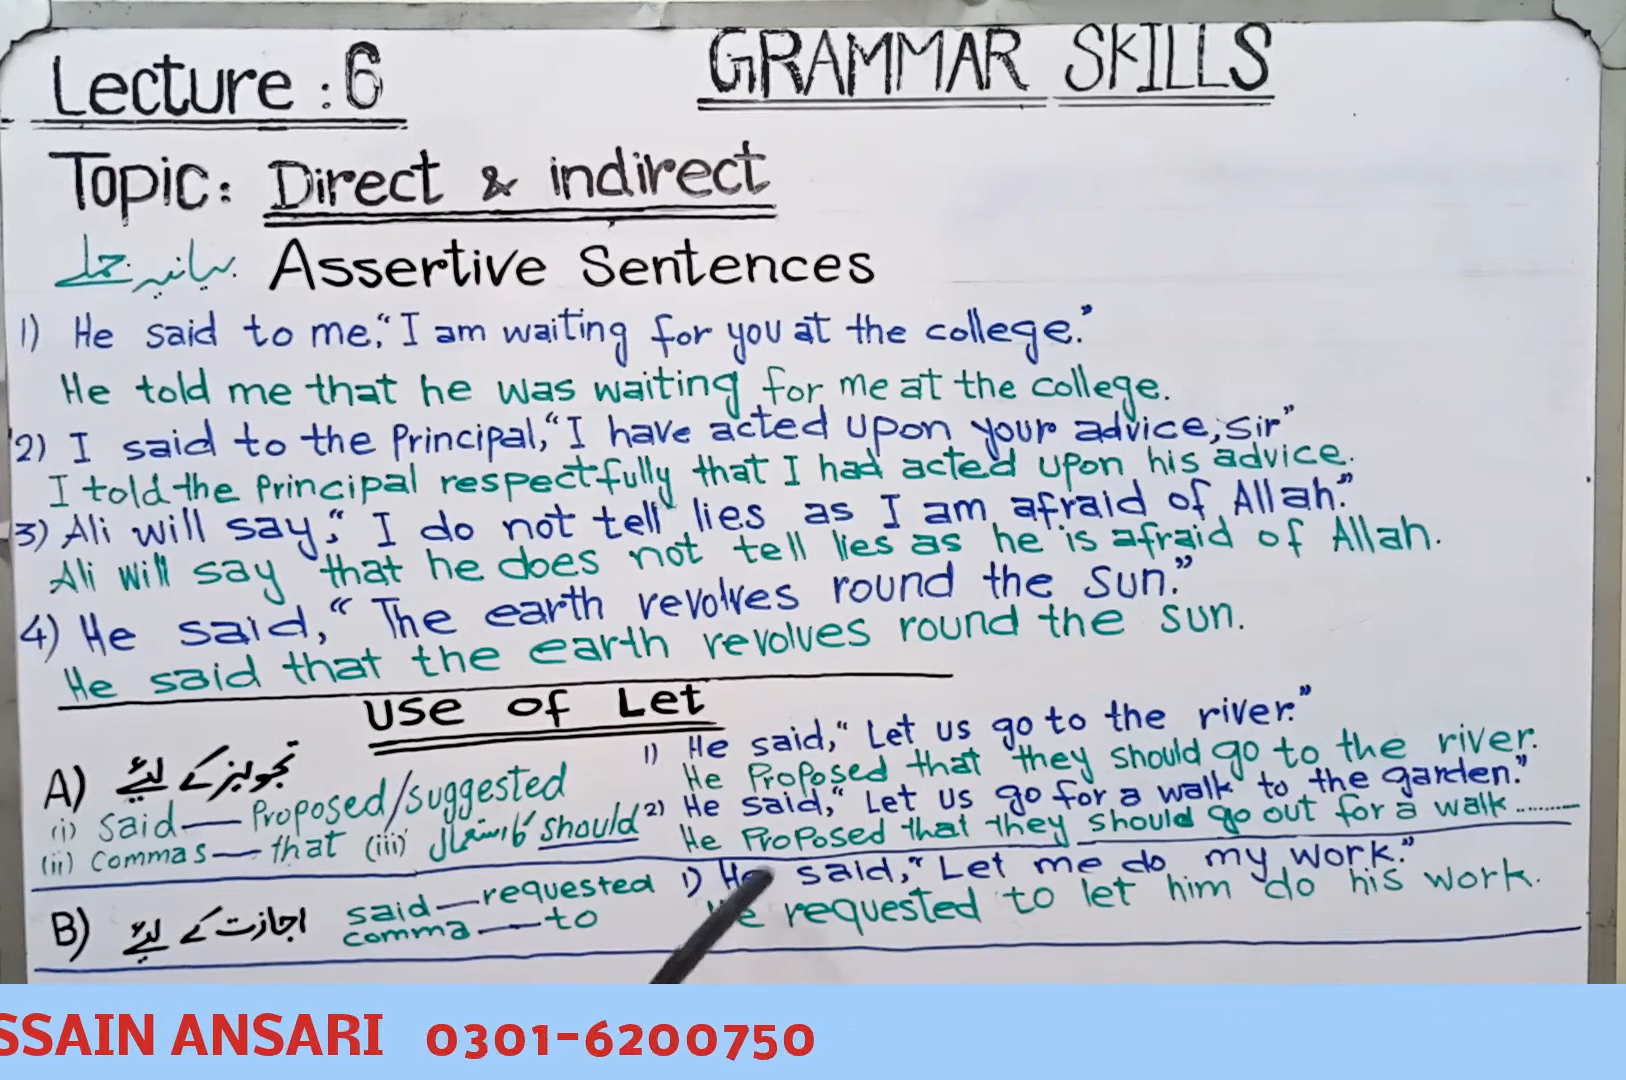 Lecture : 6
GRAMMAR SKILLS
Topic: Direct & indirect
بیانیہ جملے Assertive Sentences
1) He said to me, "I am waiting for you at the college."
He told me that he was waiting for me at the college.
2) I said to the Principal, "I have acted upon your advice, sir"
I told the Principal respectfully that I had acted upon his advice.
3) Ali will say, "I do not tell lies as I am afraid of Allah."
Ali will say that he does not tell lies as he is afraid of Allah.
4) He said, "The earth revolves round the Sun."
He said that the earth revolves round the sun.
Use of Let
A) تجویز کے لیئے
(i) said — Proposed/suggested
(ii) commas — that (iii) should کا استعمال
1) He said, "Let us go to the river."
He Proposed that they should go to the river.
2) He said, "Let us go for a walk to the garden."
He Proposed that they should go out for a walk ........
B) اجازت کے لیئے
said — requested
comma — to
1) He said, "Let me do my work."
He requested to let him do his work.
SSAIN ANSARI 0301-6200750